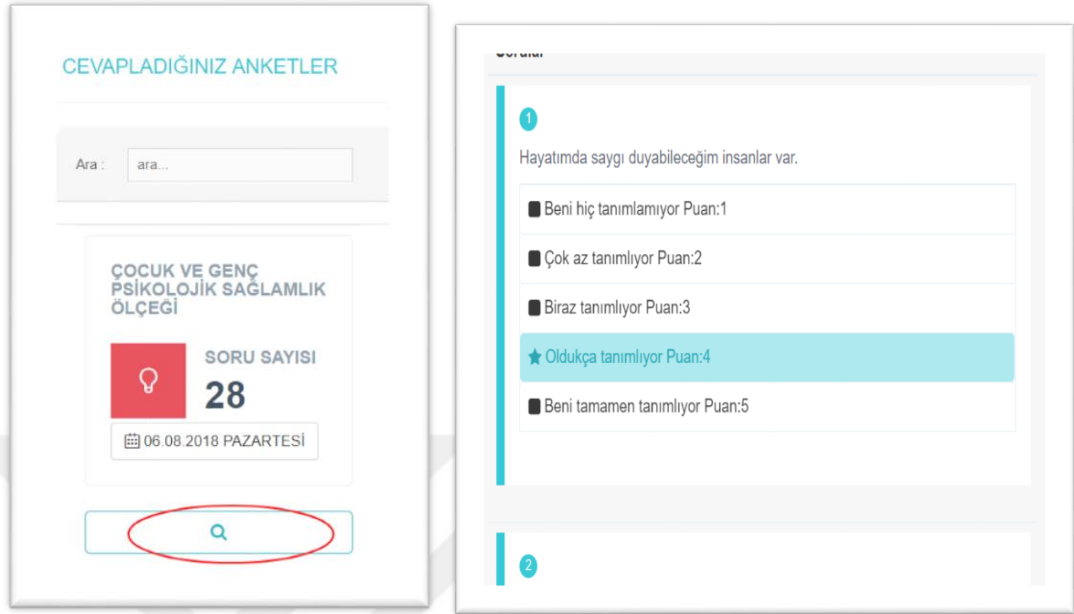 CEVAPLADIĞINIZ ANKETLER
Ara :
ara...
ÇOCUK VE GENÇ
PSİKOLOJİK SAĞLAMLIK
ÖLÇEĞİ
SORU SAYISI
28
06.08.2018 PAZARTESİ
Sorular
1
Hayatımda saygı duyabileceğim insanlar var.
Beni hiç tanımlamıyor Puan:1
Çok az tanımlıyor Puan:2
Biraz tanımlıyor Puan:3
Oldukça tanımlıyor Puan:4
Beni tamamen tanımlıyor Puan:5
2